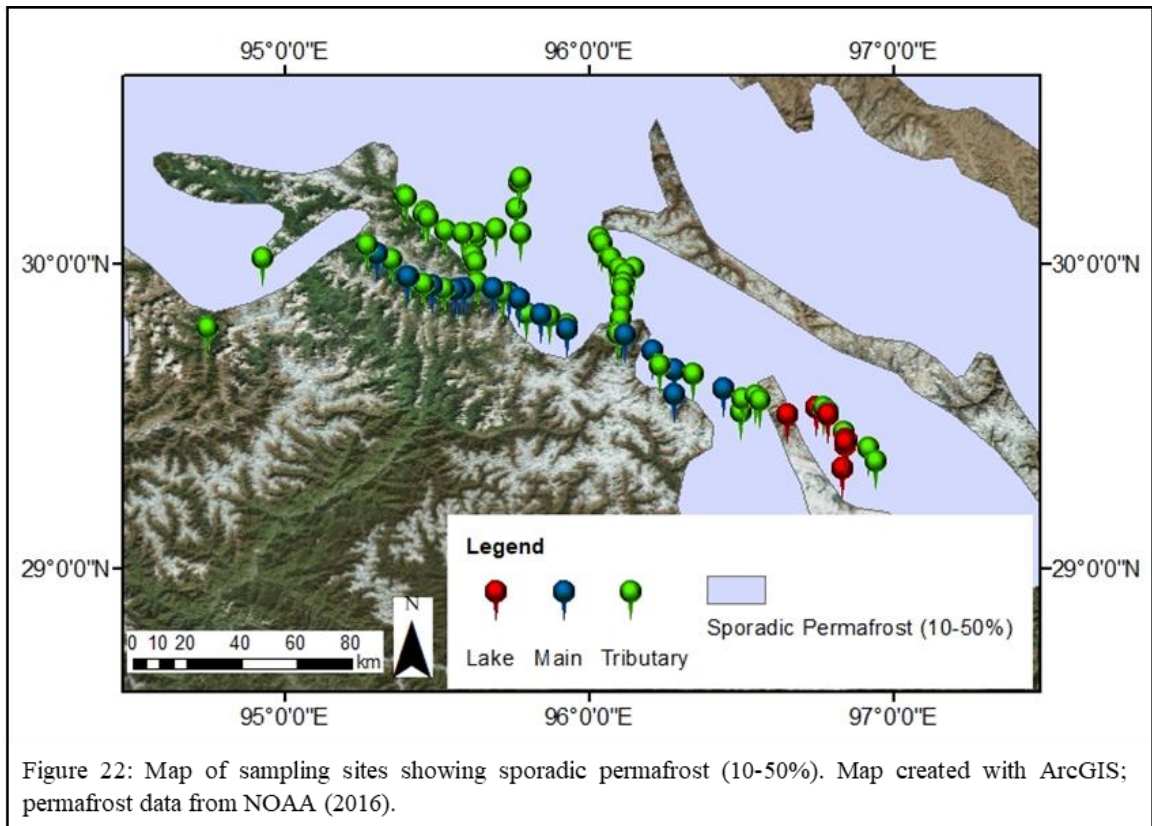 95°0'0"E 96°0'0"E 97°0'0"E
30°0'0"N 30°0'0"N
29°0'0"N 29°0'0"N
Legend
Lake Main Tributary
Sporadic Permafrost (10-50%)
N
0 10 20 40 60 80
km
95°0'0"E 96°0'0"E 97°0'0"E
Figure 22: Map of sampling sites showing sporadic permafrost (10-50%). Map created with ArcGIS;
permafrost data from NOAA (2016).